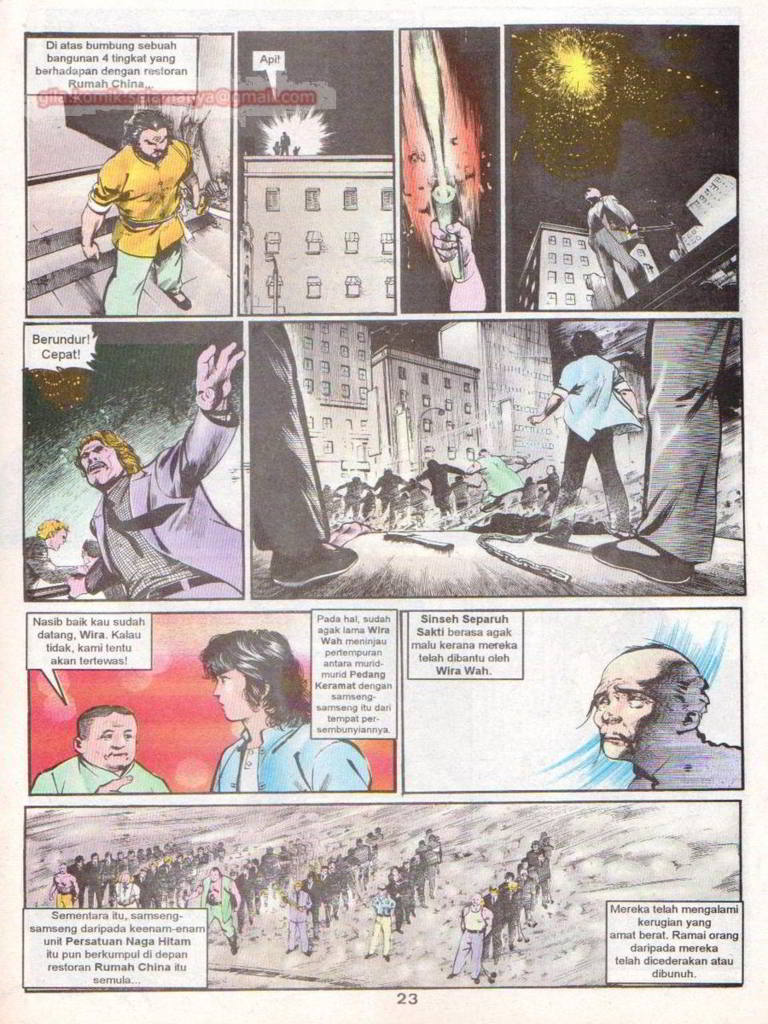 Di atas bumbung sebuah
bangunan 4 tingkat yang
berhadapan dengan restoran
Rumah China...
Api!
Berundur!
Cepat!
Nasib baik kau sudah
datang, Wira. Kalau
tidak, kami tentu
akan tertewas!
Pada hal, sudah
agak lama Wira
Wah meninjau
pertempuran
antara murid-
murid Pedang
Keramat dengan
samseng-
samseng itu dari
tempat per-
sembunyiannya.
Sinseh Separuh
Sakti berasa agak
malu kerana mereka
telah dibantu oleh
Wira Wah.
Sementara itu, samseng-
samseng daripada keenam-enam
unit Persatuan Naga Hitam
itu pun berkumpul di depan
restoran Rumah China itu
semula...
Mereka telah mengalami
kerugian yang
amat berat. Ramai orang
daripada mereka
telah dicederakan atau
dibunuh.
23